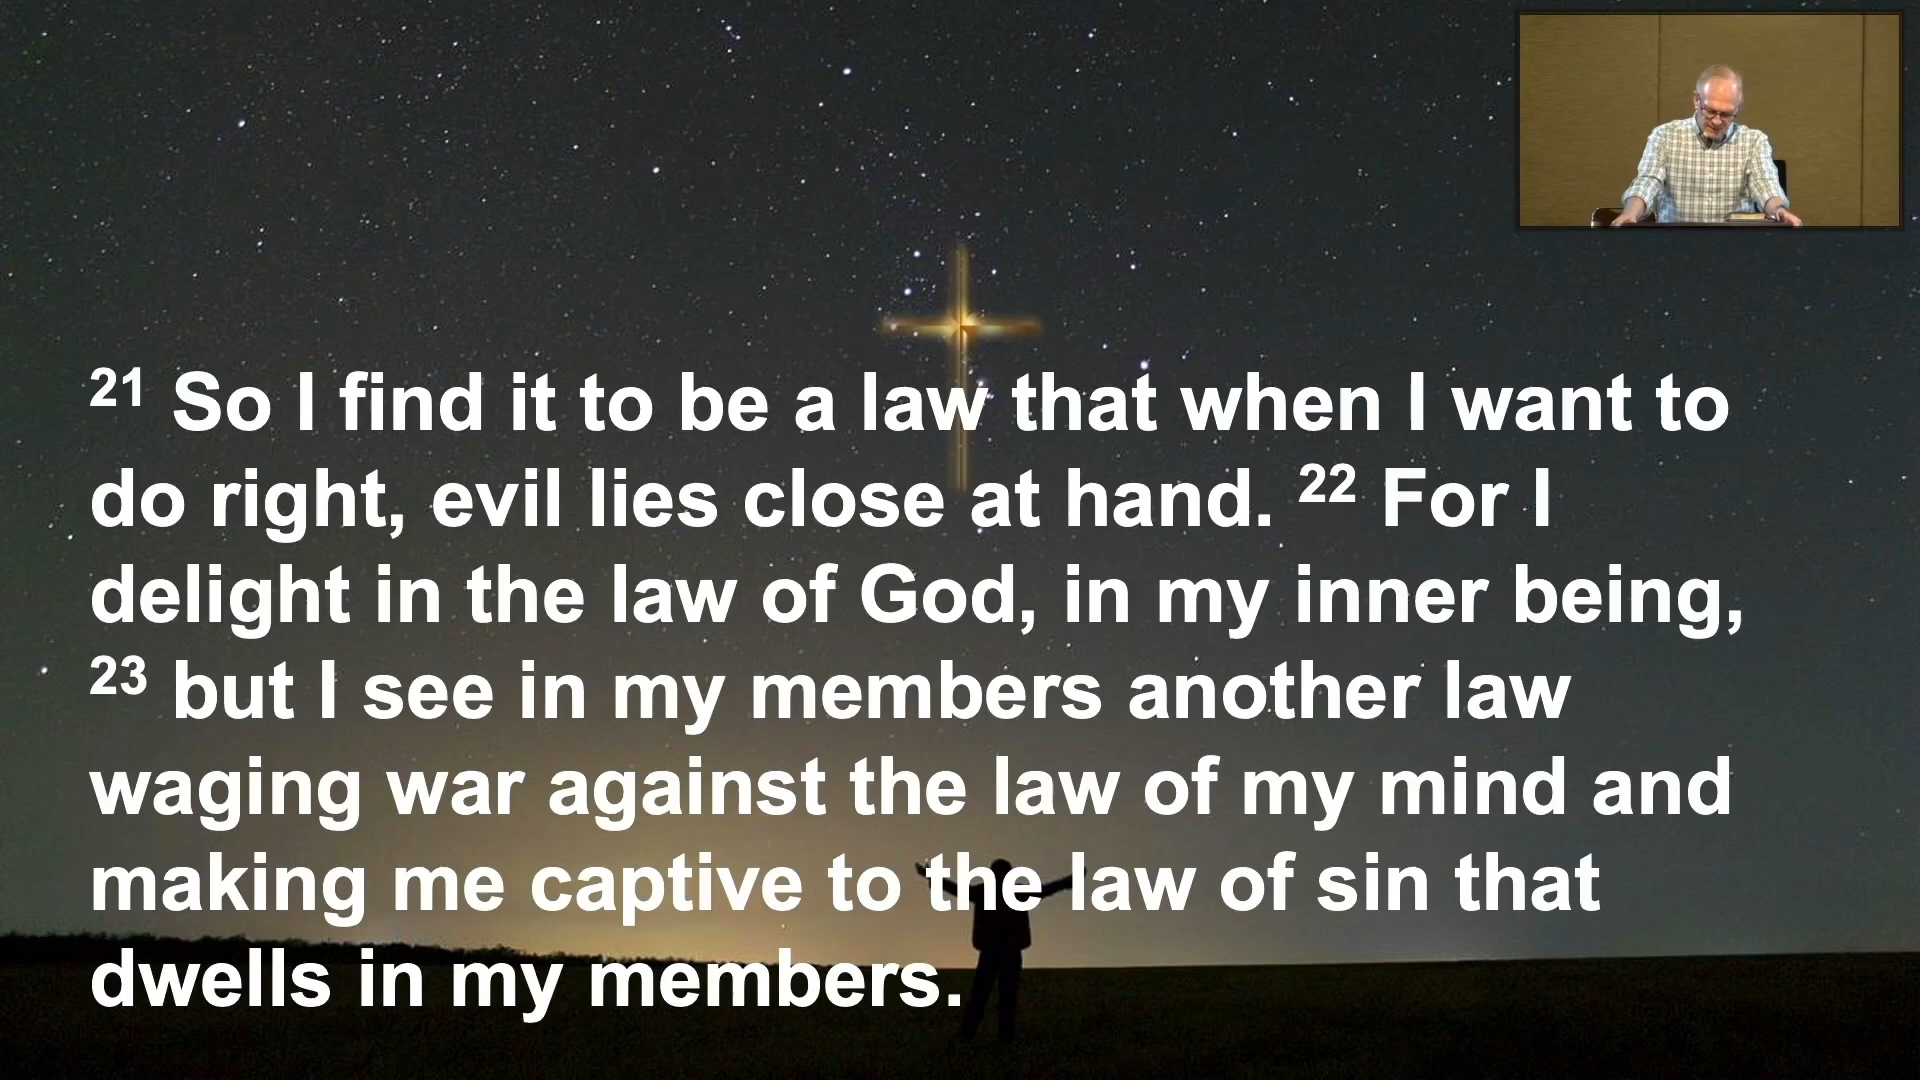 21 So I find it to be a law that when I want to
do right, evil lies close at hand. 22 For I
delight in the law of God, in my inner being,
23 but I see in my members another law
waging war against the law of my mind and
making me captive to the law of sin that
dwells in my members.